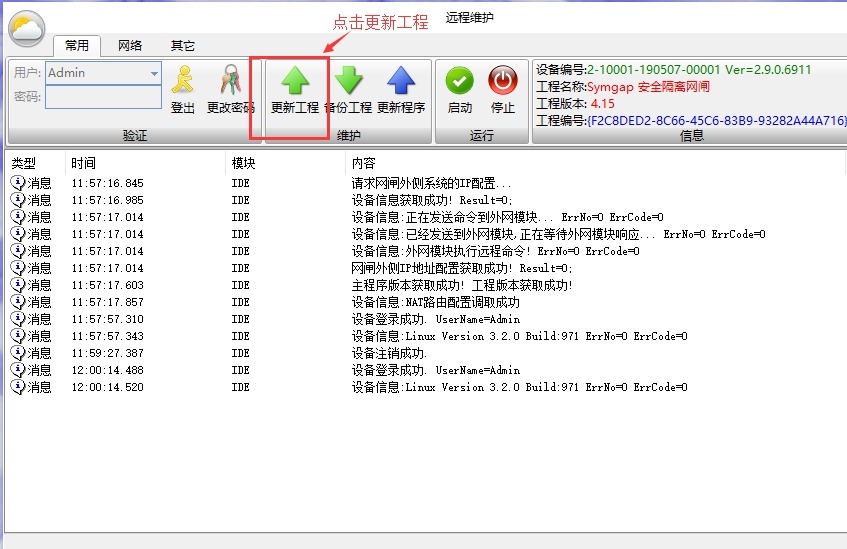 点击更新工程
远程维护
常用 网络 其它
用户: Admin
密码:
登出 更改密码
验证
更新工程 备份工程 更新程序
维护
启动 停止
运行
设备编号:2-10001-190507-00001 Ver=2.9.0.6911
工程名称:Symgap 安全隔离网闸
工程版本: 4.15
工程编号:{F2C8DED2-8C66-45C6-83B9-93282A44A716}
信息
类型 时间 模块 内容
消息 11:57:16.845 IDE 请求网闸外侧系统的IP配置...
消息 11:57:16.985 IDE 设备信息获取成功! Result=0;
消息 11:57:17.014 IDE 设备信息:正在发送命令到外网模块... ErrNo=0 ErrCode=0
消息 11:57:17.014 IDE 设备信息:已经发送到外网模块,正在等待外网模块响应... ErrNo=0 ErrCode=0
消息 11:57:17.014 IDE 设备信息:外网模块执行远程命令! ErrNo=0 ErrCode=0
消息 11:57:17.014 IDE 网闸外侧IP地址配置获取成功! Result=0;
消息 11:57:17.603 IDE 主程序版本获取成功! 工程版本获取成功!
消息 11:57:17.857 IDE 设备信息:NAT路由配置调取成功
消息 11:57:57.310 IDE 设备登录成功. UserName=Admin
消息 11:57:57.343 IDE 设备信息:Linux Version 3.2.0 Build:971 ErrNo=0 ErrCode=0
消息 11:59:27.387 IDE 设备注销成功.
消息 12:00:14.488 IDE 设备登录成功. UserName=Admin
消息 12:00:14.520 IDE 设备信息:Linux Version 3.2.0 Build:971 ErrNo=0 ErrCode=0